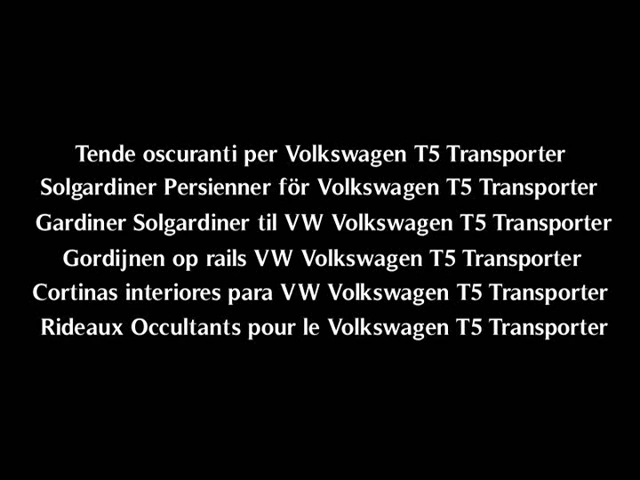 Tende oscuranti per Volkswagen T5 Transporter
Solgardiner Persienner för Volkswagen T5 Transporter
Gardiner Solgardiner til VW Volkswagen T5 Transporter
Gordijnen op rails VW Volkswagen T5 Transporter
Cortinas interiores para VW Volkswagen T5 Transporter
Rideaux Occultants pour le Volkswagen T5 Transporter